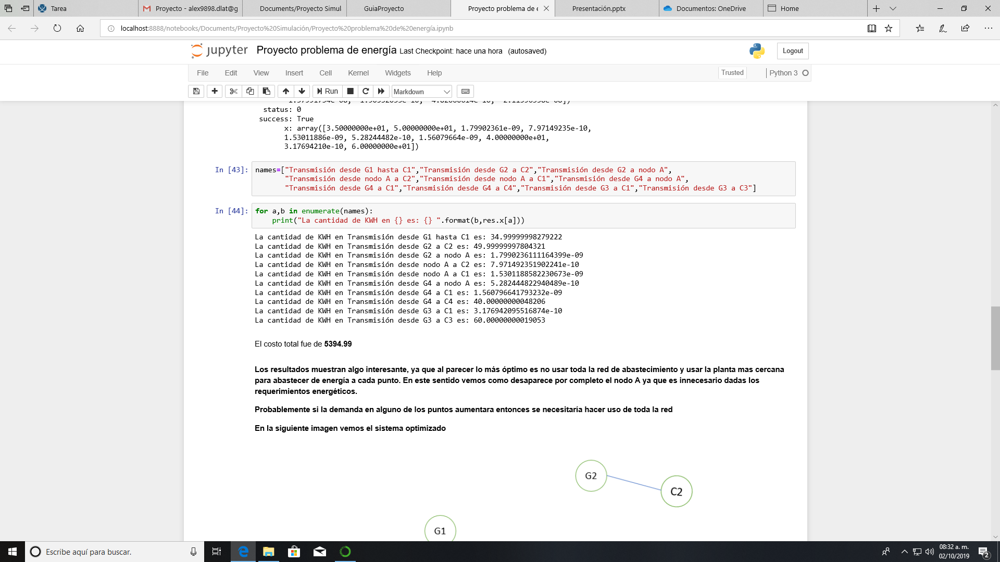 Tarea
Proyecto - alex9898.dlat@g
Documents/Proyecto Simul
GuiaProyecto
Proyecto problema de e
Presentación.pptx
Documentos: OneDrive
Home
localhost:8888/notebooks/Documents/Proyecto%20Simulación/Proyecto%20problema%20de%20energía.ipynb
jupyter Proyecto problema de energía Last Checkpoint: hace una hora (autosaved)
Logout
File Edit View Insert Cell Kernel Widgets Help
Trusted
Python 3
Run
Markdown
status: 0
success: True
x: array([3.50000000e+01, 5.00000000e+01, 1.79902361e-09, 7.97149235e-10,
1.53011886e-09, 5.28244482e-10, 1.56079664e-09, 4.00000000e+01,
3.17694210e-10, 6.00000000e+01])
In [43]: names=["Transmisión desde G1 hasta C1","Transmisión desde G2 a C2","Transmisión desde G2 a nodo A",
"Transmisión desde nodo A a C2","Transmisión desde nodo A a C1","Transmisión desde G4 a nodo A",
"Transmisión desde G4 a C1","Transmisión desde G4 a C4","Transmisión desde G3 a C1","Transmisión desde G3 a C3"]
In [44]: for a,b in enumerate(names):
print("La cantidad de KWH en {} es: {} ".format(b,res.x[a]))
La cantidad de KWH en Transmisión desde G1 hasta C1 es: 34.99999998279222
La cantidad de KWH en Transmisión desde G2 a C2 es: 49.99999997804321
La cantidad de KWH en Transmisión desde G2 a nodo A es: 1.7990236111164399e-09
La cantidad de KWH en Transmisión desde nodo A a C2 es: 7.971492351902241e-10
La cantidad de KWH en Transmisión desde nodo A a C1 es: 1.5301188582230673e-09
La cantidad de KWH en Transmisión desde G4 a nodo A es: 5.282444822940489e-10
La cantidad de KWH en Transmisión desde G4 a C1 es: 1.560796641793232e-09
La cantidad de KWH en Transmisión desde G4 a C4 es: 40.00000000048206
La cantidad de KWH en Transmisión desde G3 a C1 es: 3.176942095516874e-10
La cantidad de KWH en Transmisión desde G3 a C3 es: 60.00000000019053
El costo total fue de 5394.99
Los resultados muestran algo interesante, ya que al parecer lo más óptimo es no usar toda la red de abastecimiento y usar la planta mas cercana
para abastecer de energía a cada punto. En este sentido vemos como desaparece por completo el nodo A ya que es innecesario dadas los
requerimientos energéticos.
Probablemente si la demanda en alguno de los puntos aumentara entonces se necesitaría hacer uso de toda la red
En la siguiente imagen vemos el sistema optimizado
G2
C2
G1
Escribe aquí para buscar.
08:32 a. m.
02/10/2019
2